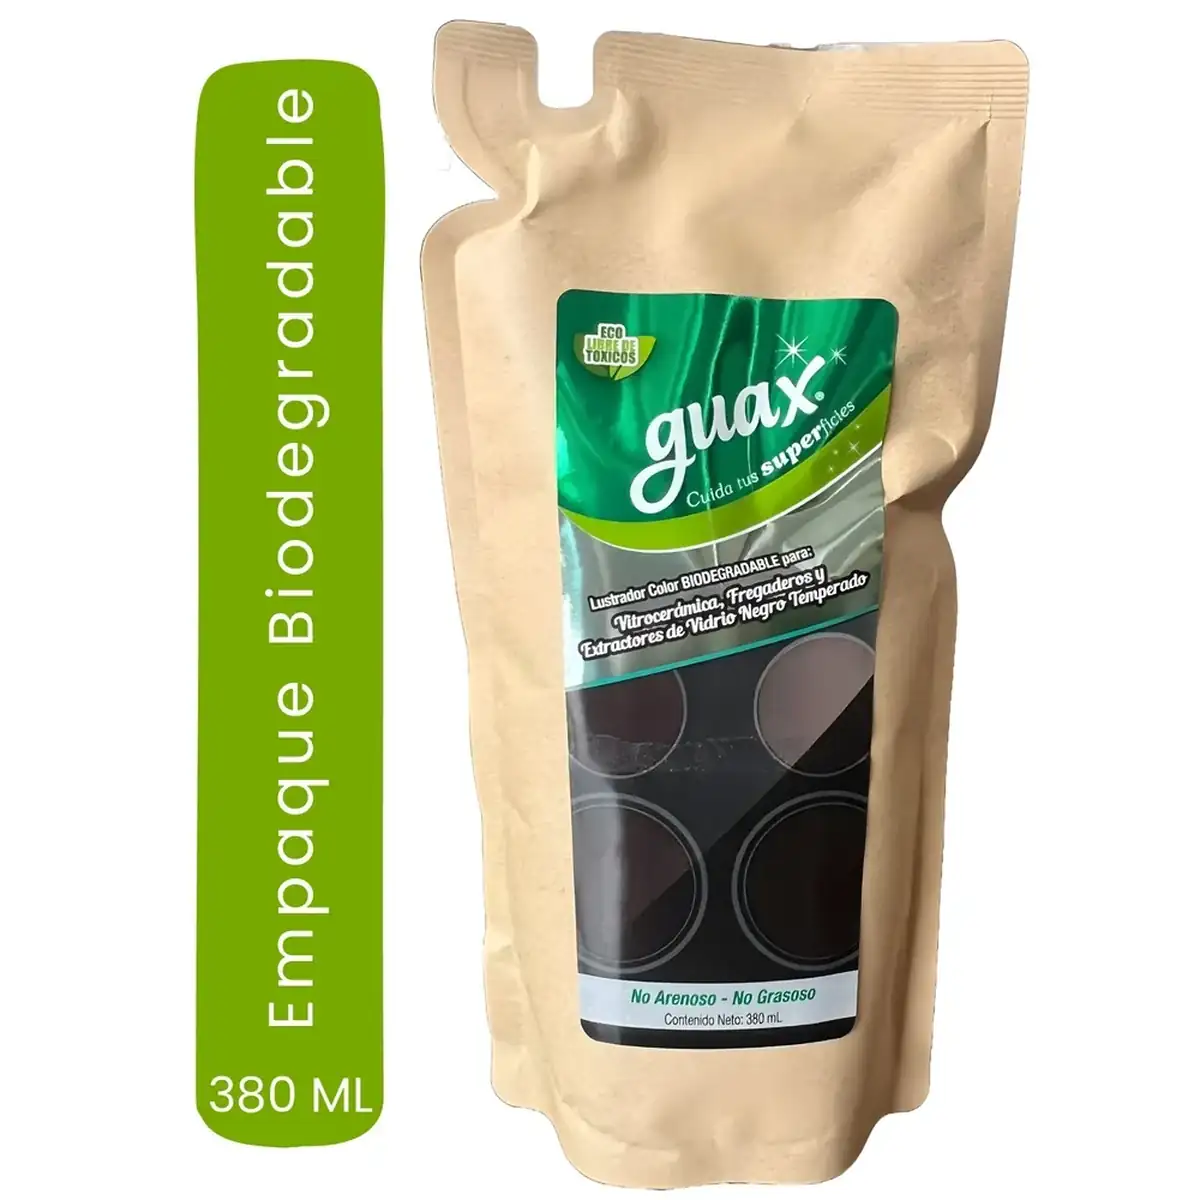 Empaque Biodegradable
380 ML
ECO
LIBRE DE
TOXICOS
guax®
Cuida tus superficies
Lustrador Color BIODEGRADABLE para:
Vitrocerámica, Fregaderos y
Extractores de Vidrio Negro Temperado
No Arenoso - No Grasoso
Contenido Neto: 380 mL